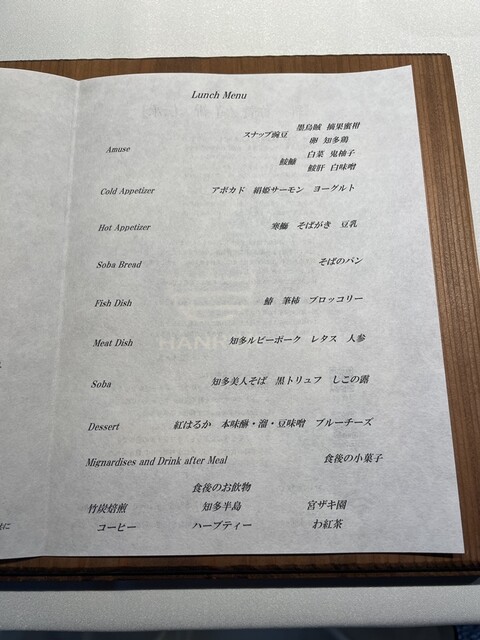 Lunch Menu
墨烏賊 摘果蜜柑
スナップ豌豆
卵 知多鶏
Amuse
白菜 鬼柚子
鮟鱇
鮟肝 白味噌
Cold Appetizer アボカド 絹姫サーモン ヨーグルト
Hot Appetizer 寒鰤 そばがき 豆乳
Soba Bread そばのパン
Fish Dish 鰆 筆柿 ブロッコリー
HANR
Meat Dish 知多ルビーポーク レタス 人参
Soba 知多美人そば 黒トリュフ しこの露
Dessert 紅はるか 本味醂・溜・豆味噌 ブルーチーズ
Mignardises and Drink after Meal 食後の小菓子
食後のお飲物
竹炭焙煎 知多半島 宮ザキ園
コーヒー ハーブティー わ紅茶